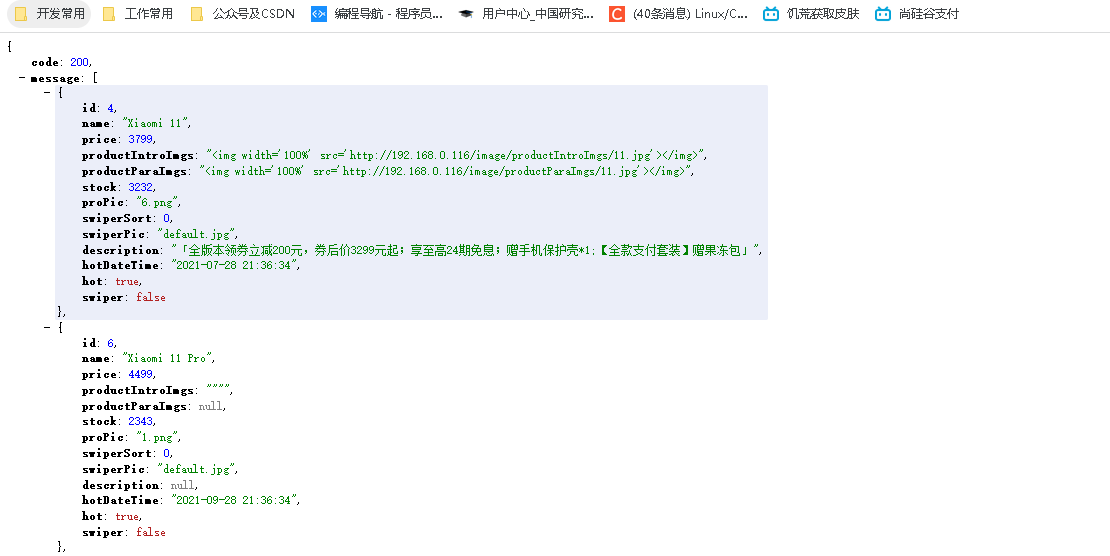 开发常用 工作常用 公众号及CSDN 编程导航 - 程序员... 用户中心_中国研究... (40条消息) Linux/C... 饥荒获取皮肤 尚硅谷支付
{
code: 200,
- message: [
- {
id: 4,
name: "Xiaomi 11",
price: 3799,
productIntroImgs: "<img width='100%' src='http://192.168.0.116/image/productIntroImgs/11.jpg'></img>",
productParaImgs: "<img width='100%' src='http://192.168.0.116/image/productParaImgs/11.jpg'></img>",
stock: 3232,
proPic: "6.png",
swiperSort: 0,
swiperPic: "default.jpg",
description: "「全版本领券立减200元，券后价3299元起；享至高24期免息；赠手机保护壳*1;【全款支付套装】赠果冻包」",
hotDateTime: "2021-07-28 21:36:34",
hot: true,
swiper: false
},
- {
id: 6,
name: "Xiaomi 11 Pro",
price: 4499,
productIntroImgs: """",
productParaImgs: null,
stock: 2343,
proPic: "1.png",
swiperSort: 0,
swiperPic: "default.jpg",
description: null,
hotDateTime: "2021-09-28 21:36:34",
hot: true,
swiper: false
},